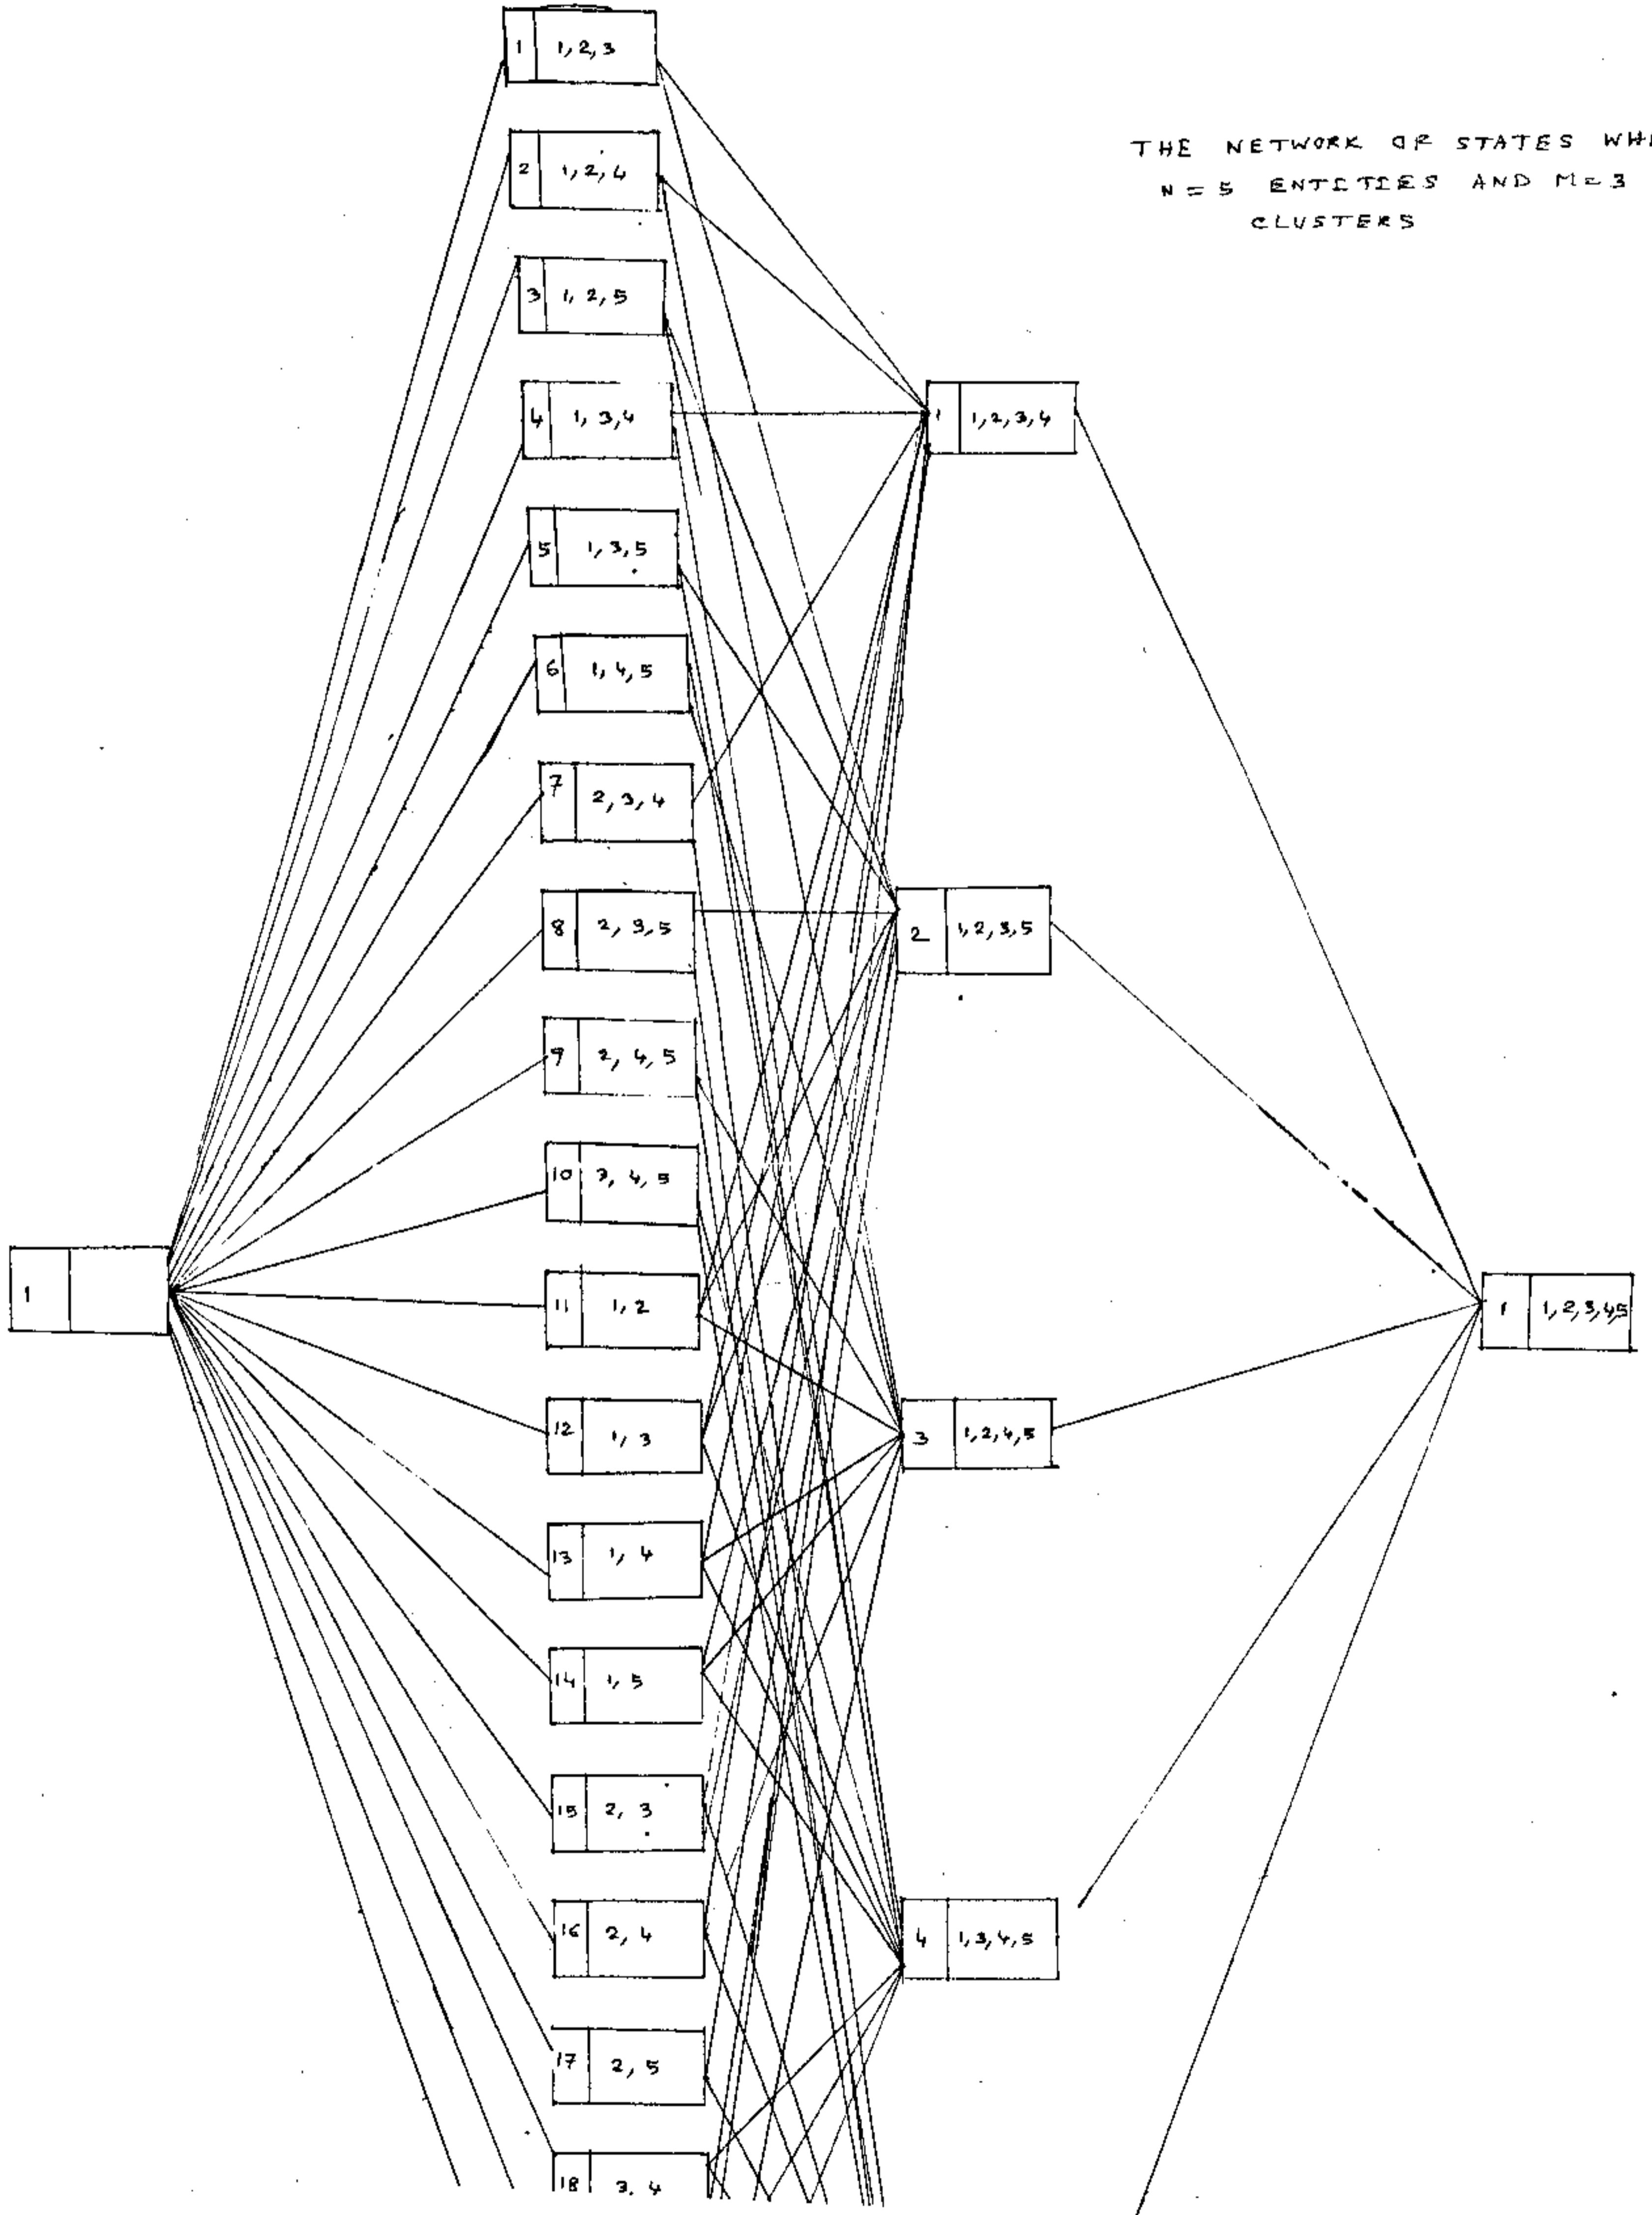 1 1, 2, 3
THE NETWORK OF STATES
N = 5 ENTITIES AND M = 3
CLUSTERS
2 1, 2, 4
3 1, 2, 5
4 1, 3, 4
5 1, 3, 5
6 1, 4, 5
7 2, 3, 4
8 2, 3, 5
9 2, 4, 5
10 3, 4, 5
11 1, 2
12 1, 3
13 1, 4
14 1, 5
15 2, 3
16 2, 4
17 2, 5
18 3, 4
1
1 1, 2, 3, 4
2 1, 2, 3, 5
3 1, 2, 4, 5
4 1, 3, 4, 5
1 1, 2, 3, 4, 5